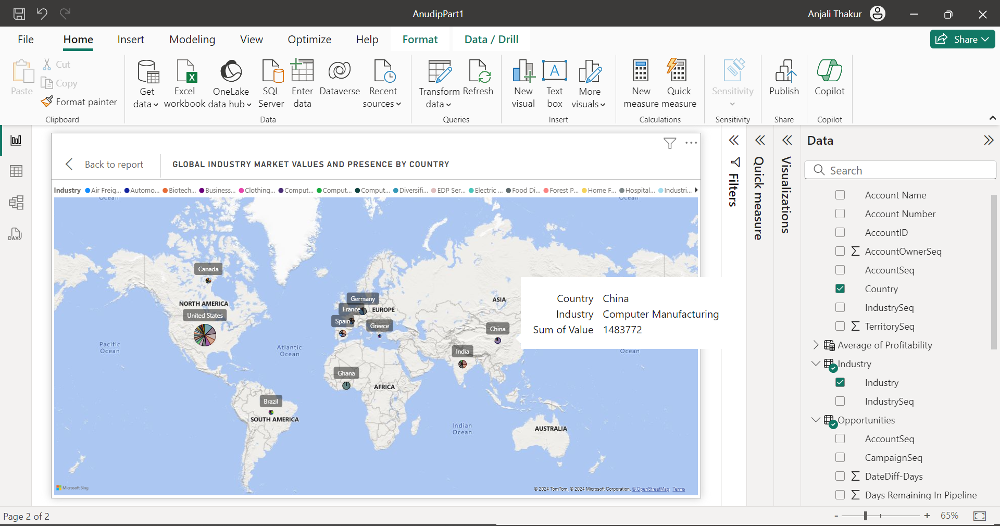 AnudipPart1
Anjali Thakur
File Home Insert Modeling View Optimize Help Format Data / Drill Share
Paste
Cut
Copy
Format painter
Clipboard
Get data
Excel workbook
OneLake data hub
SQL Server
Enter data
Dataverse
Recent sources
Data
Transform data
Refresh
Queries
New visual
Text box
More visuals
Insert
New measure
Quick measure
Calculations
Sensitivity
Sensitivity
Publish
Share
Copilot
Copilot
Back to report
GLOBAL INDUSTRY MARKET VALUES AND PRESENCE BY COUNTRY
Industry Air Freig... Automo... Biotech... Business... Clothing... Comput... Comput... Comput... Diversifi... EDP Ser... Electric ... Food Di... Forest P... Home F... Hospital... Industri...
Ocean
Ocean
Canada
NORTH AMERICA
United States
Pacific
Ocean
Atlantic
Ocean
Germany
France
EUROPE
Spain
Greece
ASIA
China
India
Ghana
AFRICA
Brazil
SOUTH AMERICA
Indian
Ocean
AUSTRALIA
Ocean
Country China
Industry Computer Manufacturing
Sum of Value 1483772
Microsoft Bing
© 2024 TomTom, © 2024 Microsoft Corporation, © OpenStreetMap Terms
DAX
Filters
Quick measure
Visualizations
Data
Search
Account Name
Account Number
AccountID
AccountOwnerSeq
AccountSeq
Country
IndustrySeq
TerritorySeq
Average of Profitability
Industry
Industry
IndustrySeq
Opportunities
AccountSeq
CampaignSeq
DateDiff-Days
Days Remaining In Pipeline
Page 2 of 2
- + 65%